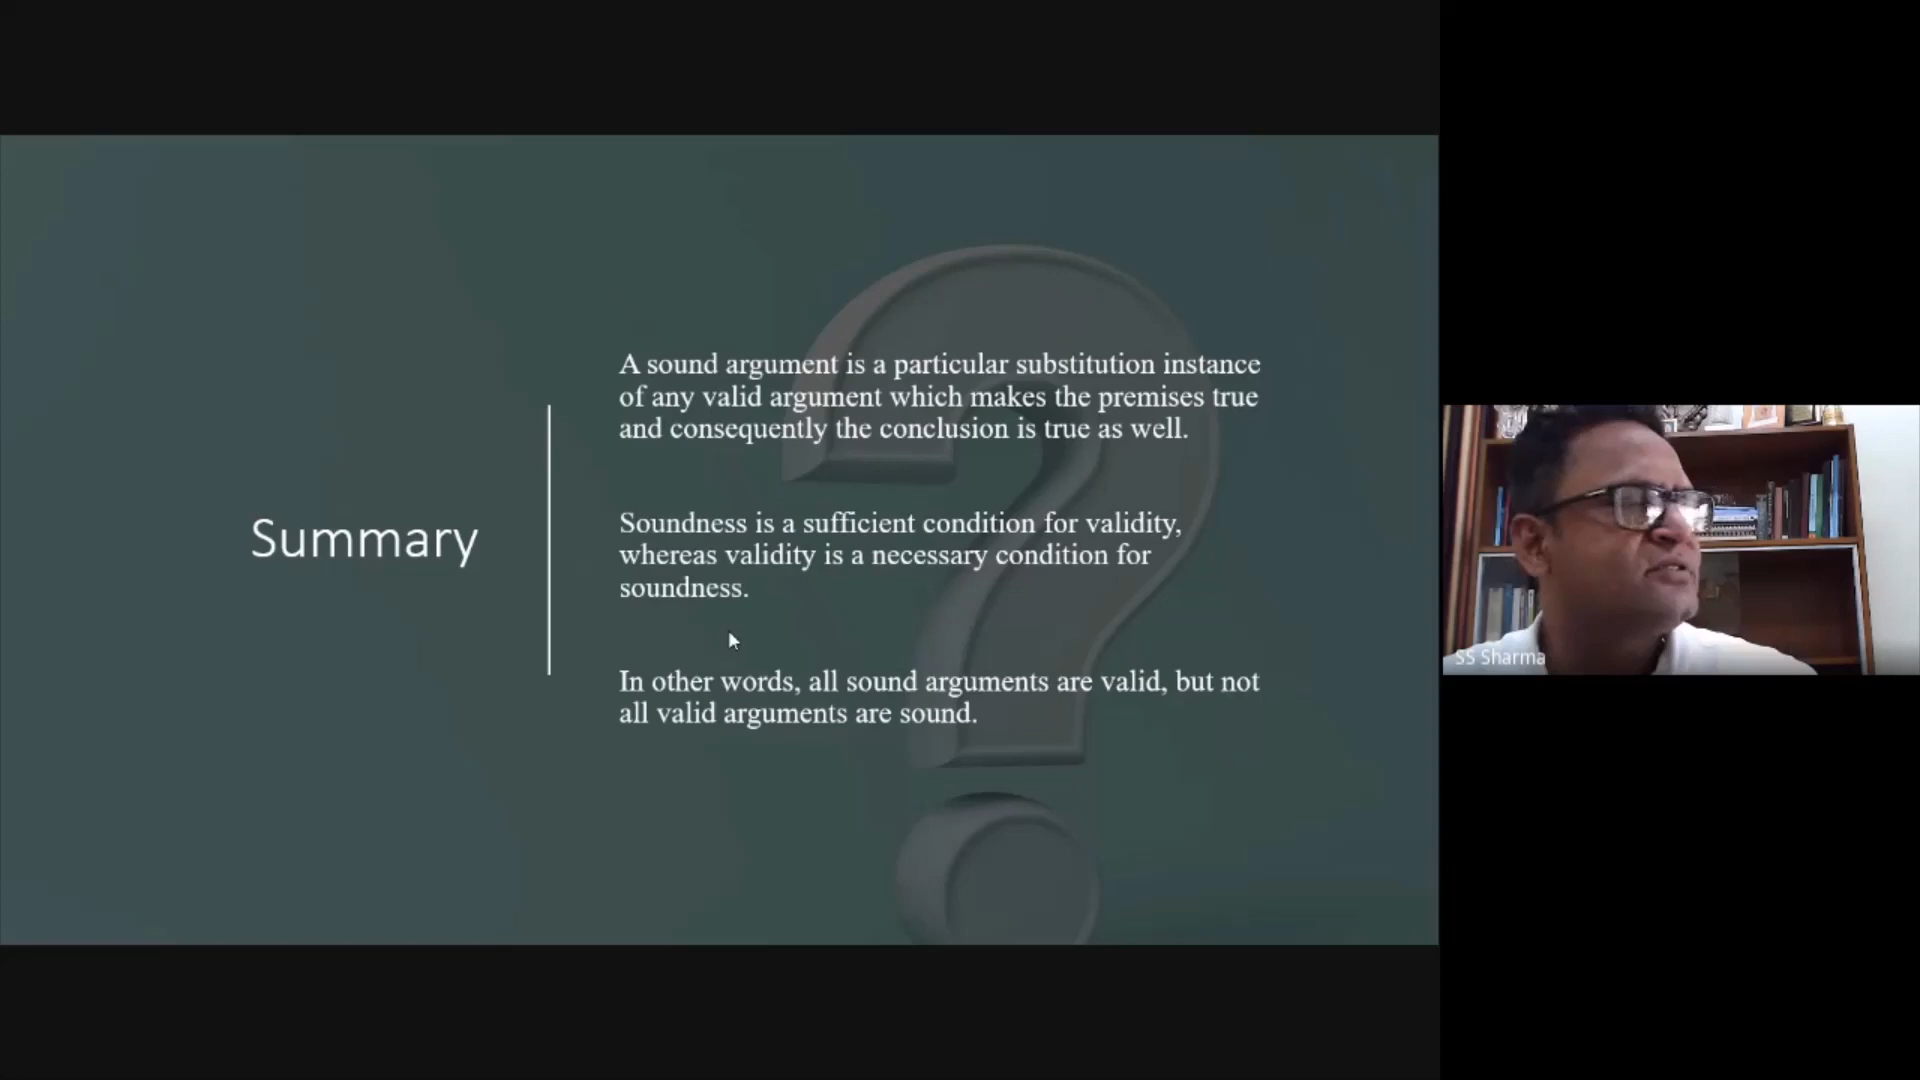 Summary
A sound argument is a particular substitution instance
of any valid argument which makes the premises true
and consequently the conclusion is true as well.
Soundness is a sufficient condition for validity,
whereas validity is a necessary condition for
soundness.
In other words, all sound arguments are valid, but not
all valid arguments are sound.
SS Sharma